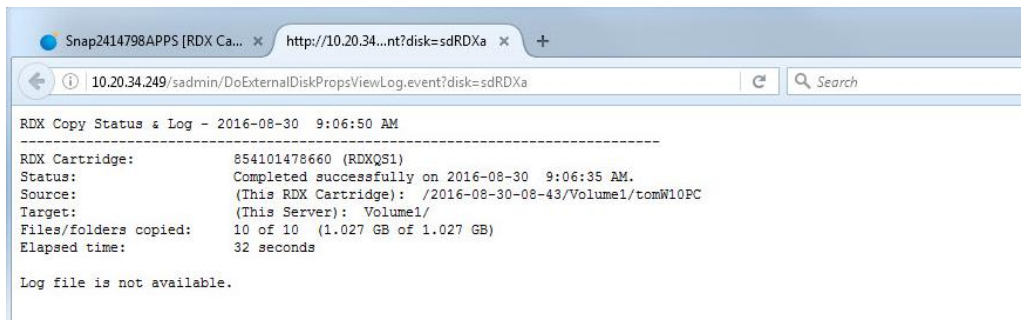 Snap2414798APPS [RDX Ca... × http://10.20.34...nt?disk=sdRDXa × +
10.20.34.249/sadmin/DoExternalDiskPropsViewLog.event?disk=sdRDXa Search
RDX Copy Status & Log - 2016-08-30 9:06:50 AM
--------------------------------------------------------------------------------
RDX Cartridge: 854101478660 (RDXQS1)
Status: Completed successfully on 2016-08-30 9:06:35 AM.
Source: (This RDX Cartridge): /2016-08-30-08-43/Volume1/tomW10PC
Target: (This Server): Volume1/
Files/folders copied: 10 of 10 (1.027 GB of 1.027 GB)
Elapsed time: 32 seconds
Log file is not available.